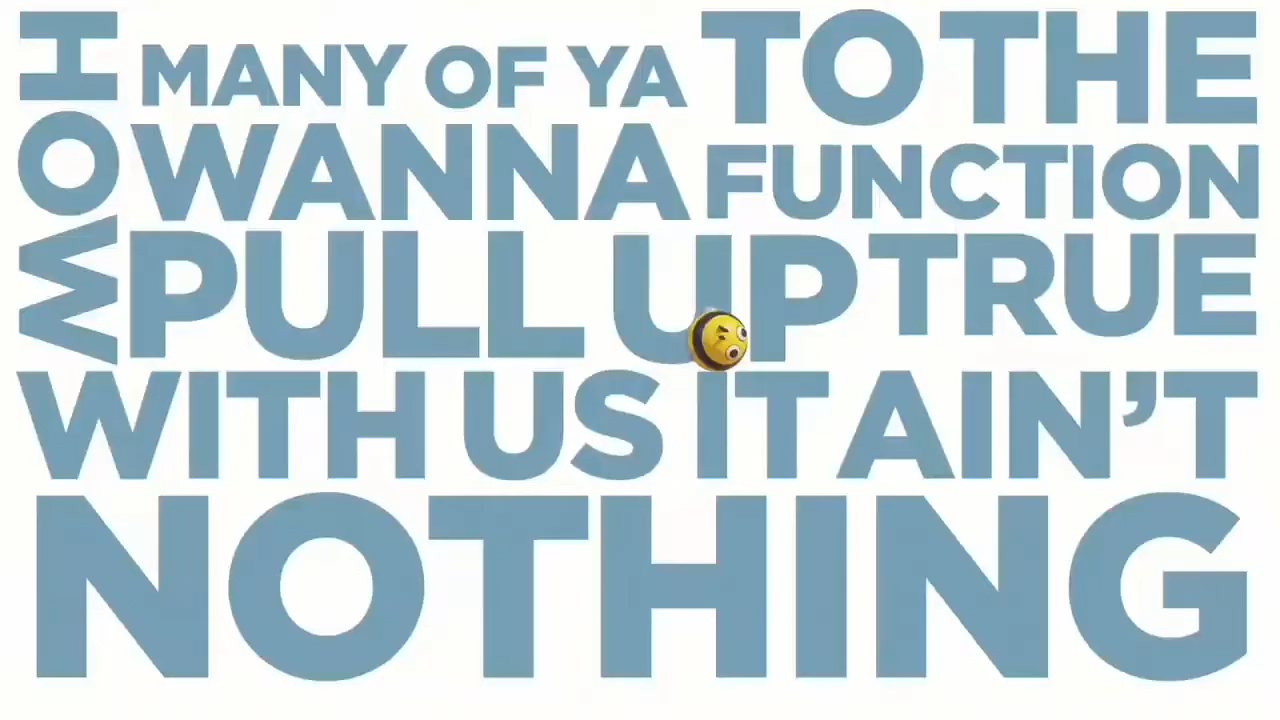 HOW
MANY OF YA
WANNA
PULL UP
TO THE
FUNCTION
TRUE
WITH US IT AIN'T
NOTHING